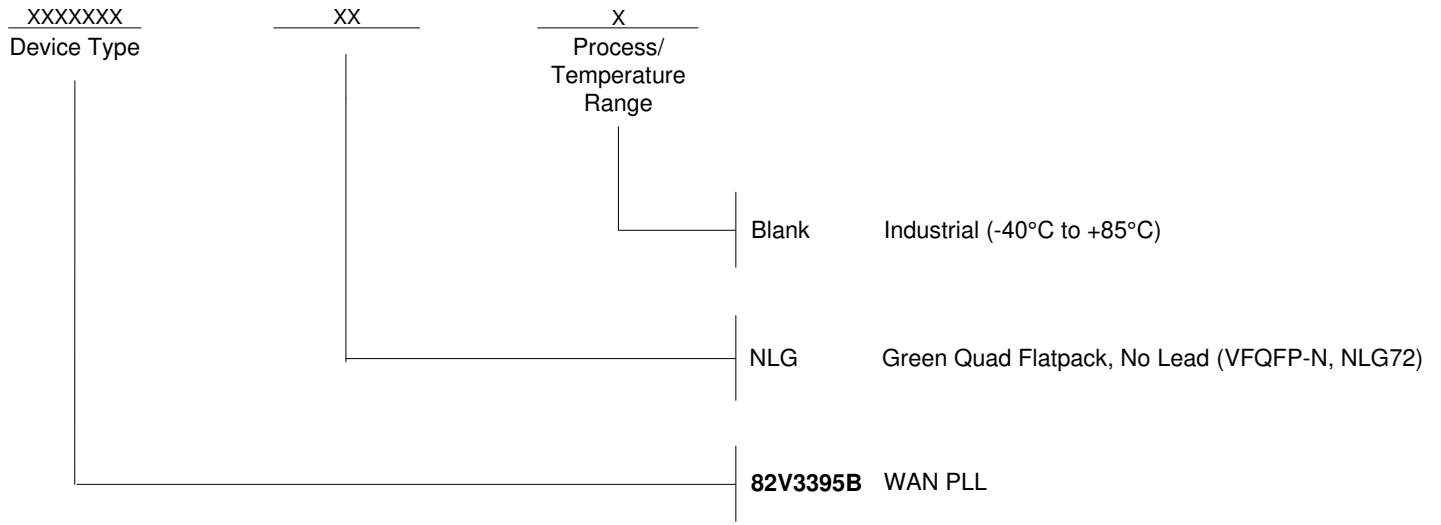 XXXXXXX XX X
Device Type
Process/
Temperature
Range
Blank Industrial (-40°C to +85°C)
NLG Green Quad Flatpack, No Lead (VFQFP-N, NLG72)
82V3395B WAN PLL